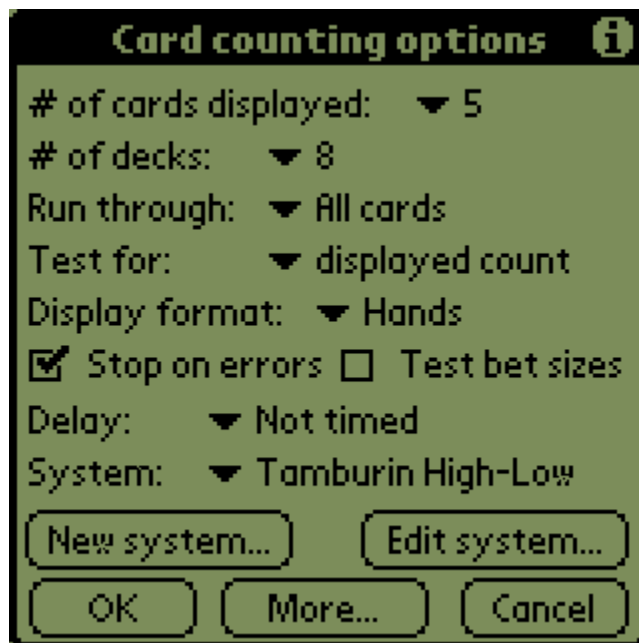 Card counting options i
# of cards displayed: 5
# of decks: 8
Run through: All cards
Test for: displayed count
Display format: Hands
Stop on errors Test bet sizes
Delay: Not timed
System: Tamburin High-Low
New system... Edit system...
OK More... Cancel